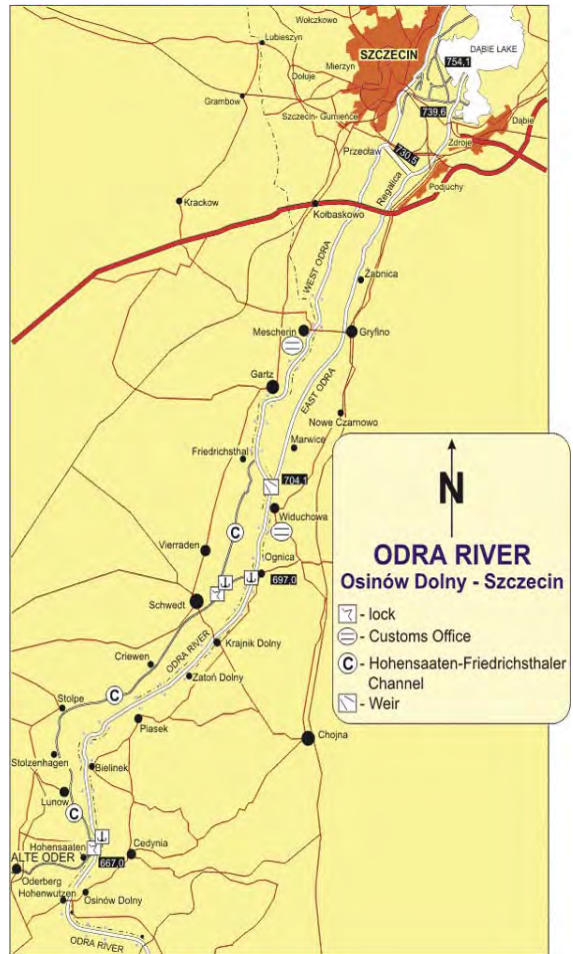 Wołczkowo
Lubieszyn
DĄBIE LAKE
SZCZECIN
754,1
Mierzyn
Dołuje
Grambow
739,6
Szczecin- Gumieńce
Dąbie
Przecław
730,5
Zdroje
Regalica
Podjuchy
Krackow
Kołbaskowo
WEST ODRA
Żabnica
Mescherin
Gryfino
Gartz
EAST ODRA
Nowe Czarnowo
Marwice
Friedrichsthal
704,1
Widuchowa
C
Vierraden
Ognica
697,0
Schwedt
Krajnik Dolny
ODRA RIVER
Criewen
Zatoń Dolny
C
Stolpe
Piasek
Chojna
Stolzenhagen
Bielinek
Lunow
C
Hohensaaten
Cedynia
ALTE ODER
667,0
Oderberg
Hohenwutzen
Osinów Dolny
ODRA RIVER
N
ODRA RIVER
Osinów Dolny - Szczecin
- lock
- Customs Office
C - Hohensaaten-Friedrichsthaler
Channel
- Weir